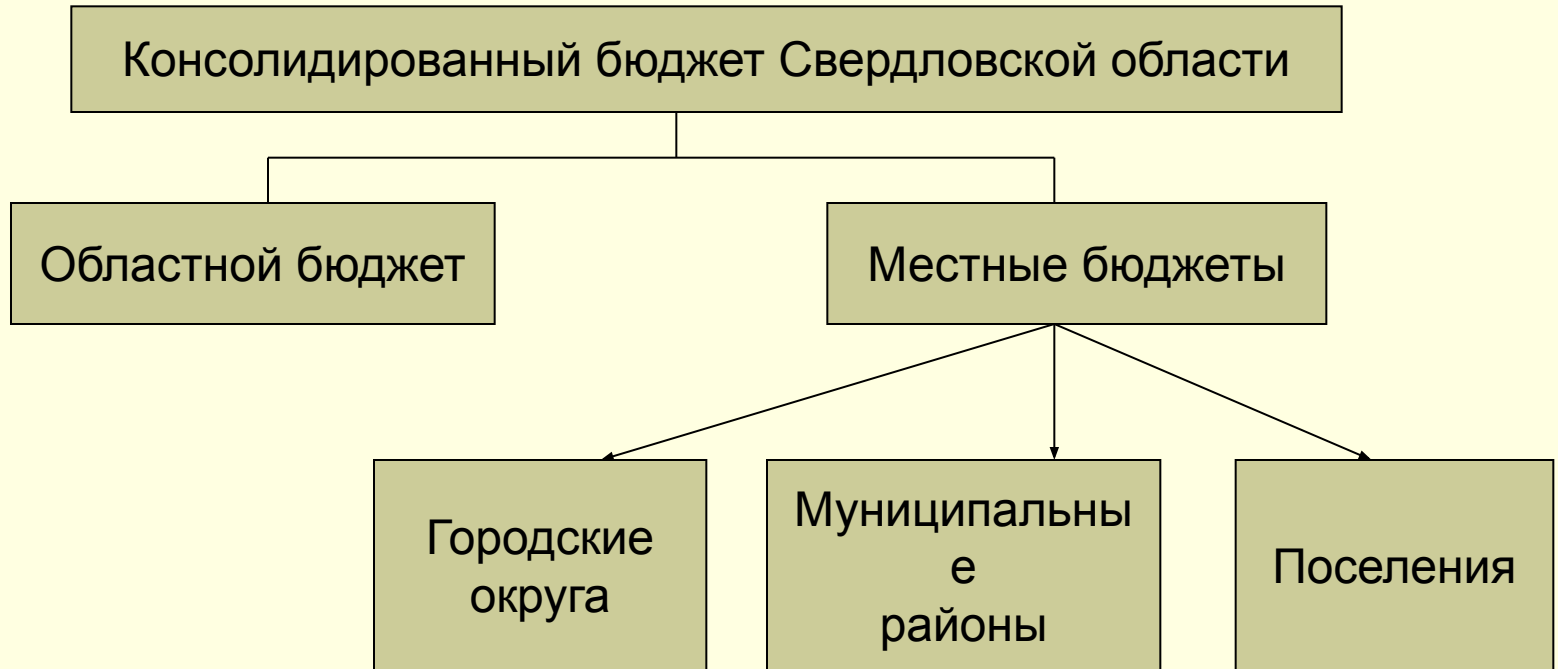 Консолидированный бюджет Свердловской области
Областной бюджет
Местные бюджеты
Городские
округа
Муниципальны
е
районы
Поселения